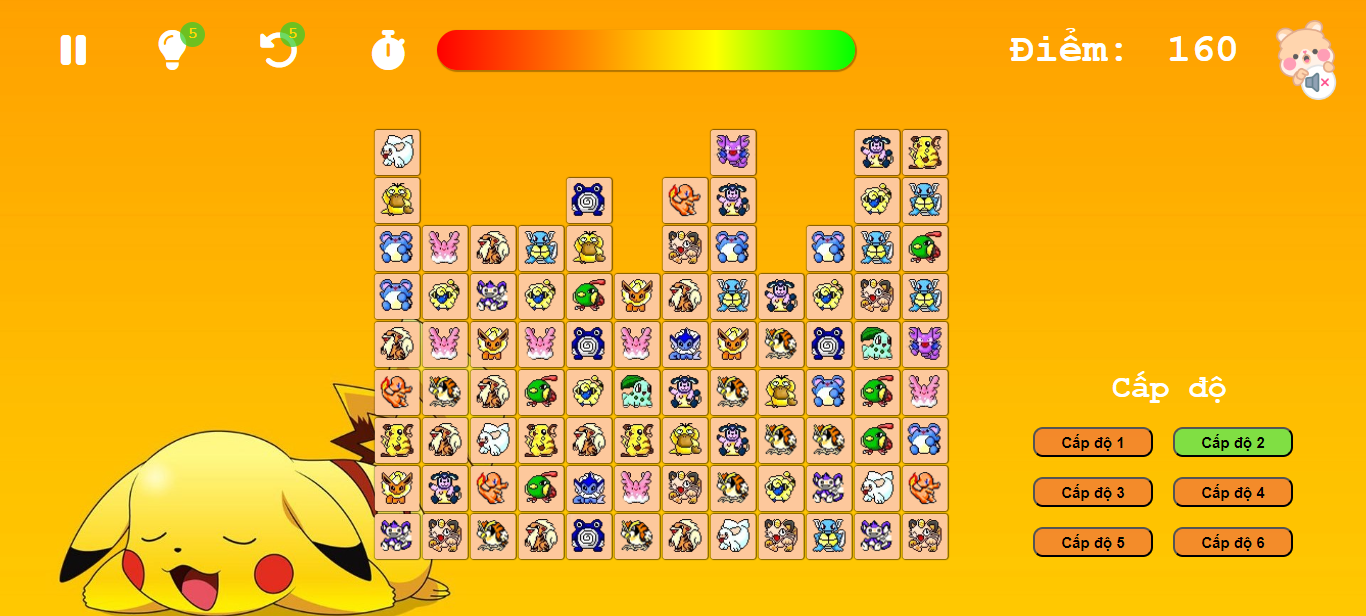 5
5
Điểm: 160
Cấp độ
Cấp độ 1
Cấp độ 2
Cấp độ 3
Cấp độ 4
Cấp độ 5
Cấp độ 6